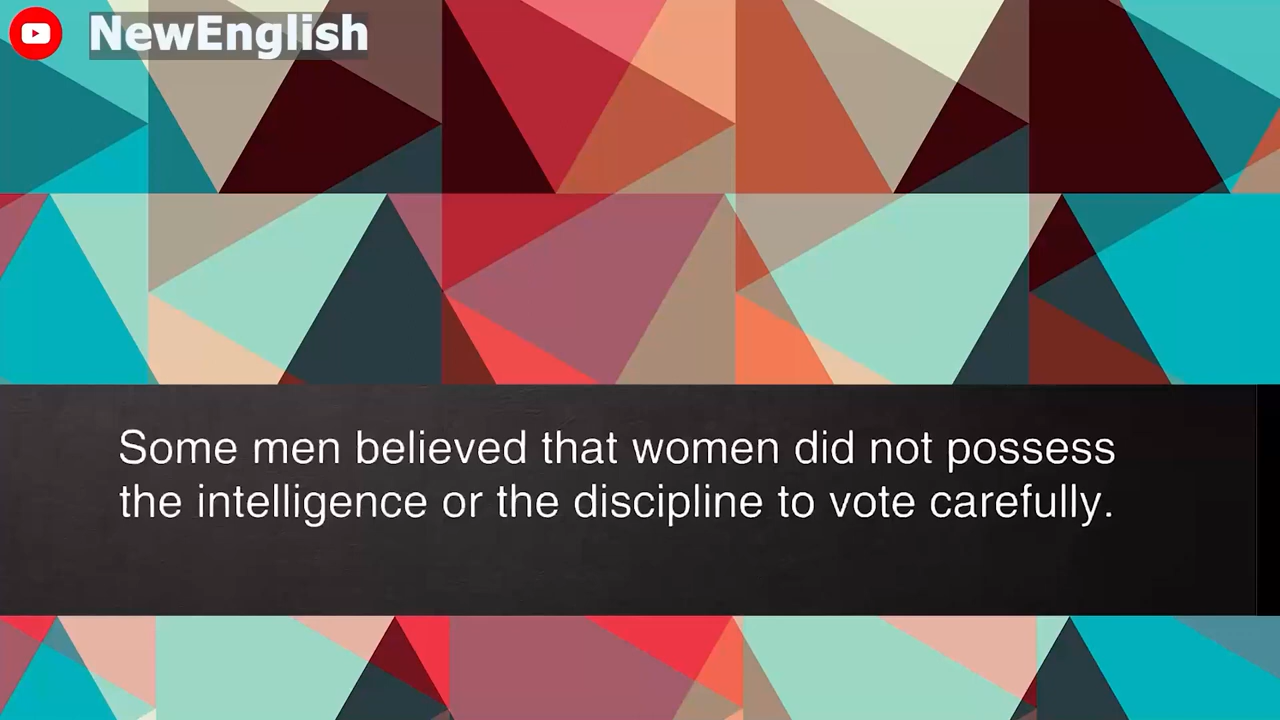 NewEnglish
Some men believed that women did not possess
the intelligence or the discipline to vote carefully.